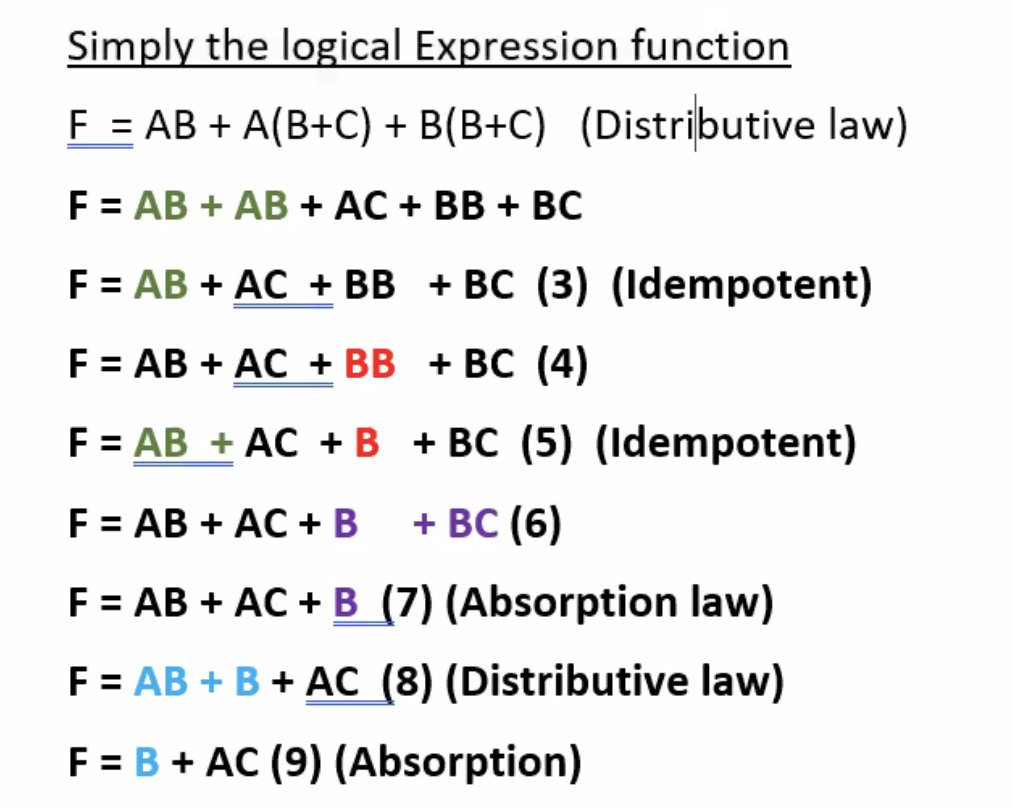 Simply the logical Expression function
F = AB + A(B+C) + B(B+C) (Distributive law)
F = AB + AB + AC + BB + BC
F = AB + AC + BB + BC (3) (Idempotent)
F = AB + AC + BB + BC (4)
F = AB + AC + B + BC (5) (Idempotent)
F = AB + AC + B + BC (6)
F = AB + AC + B (7) (Absorption law)
F = AB + B + AC (8) (Distributive law)
F = B + AC (9) (Absorption)